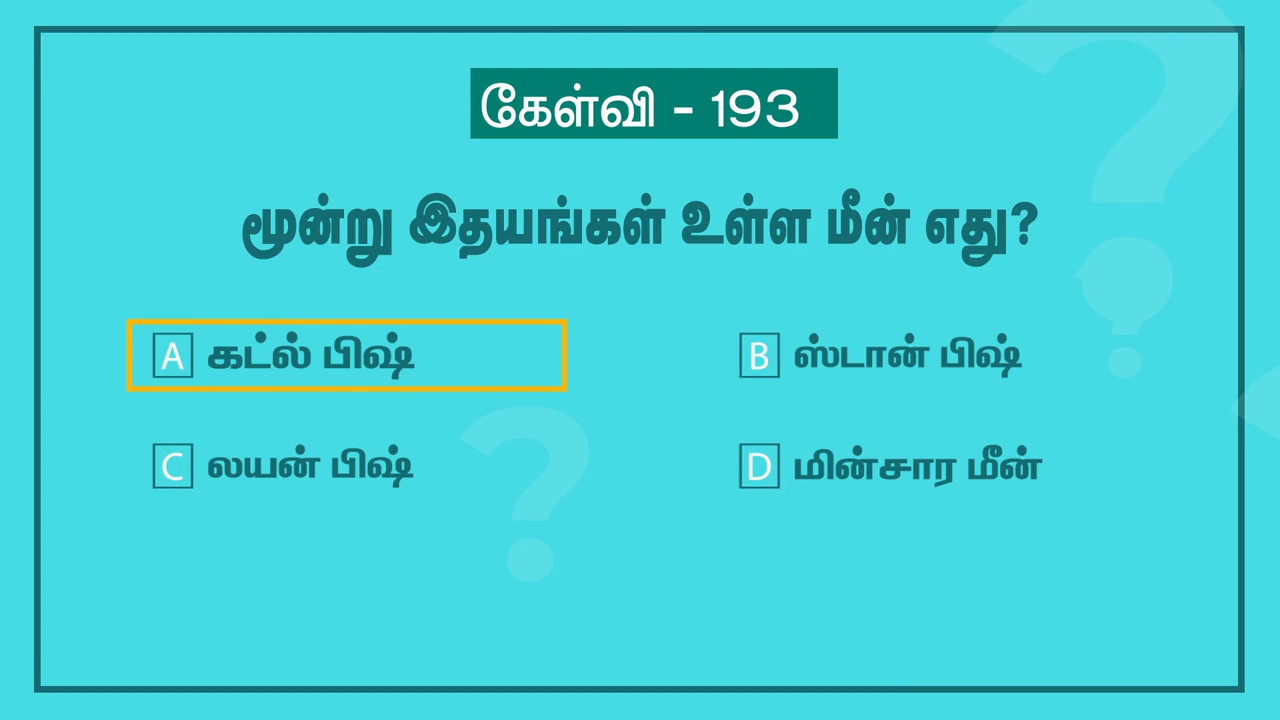 கேள்வி - 193
மூன்று இதயங்கள் உள்ள மீன் எது?
A கட்ல் பிஷ்
B ஸ்டான் பிஷ்
C லயன் பிஷ்
D மின்சார மீன்